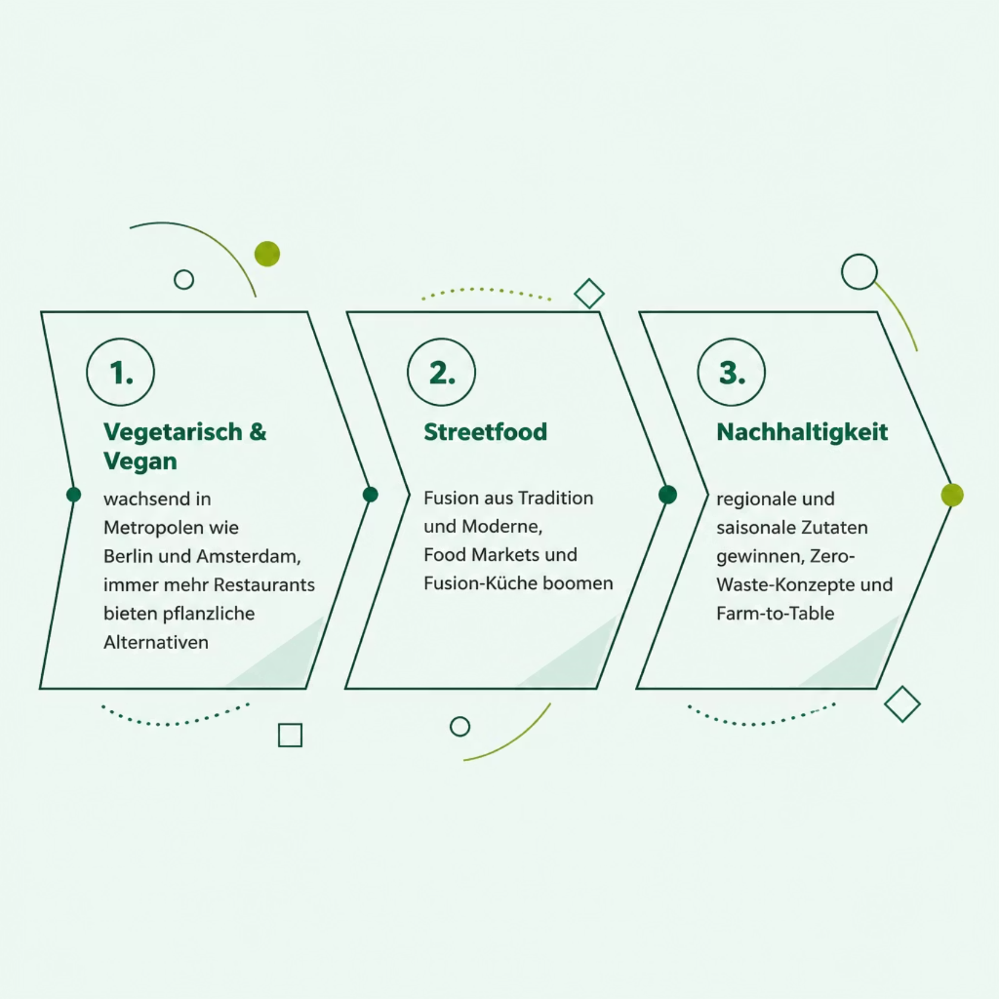 1.
Vegetarisch &
Vegan
wachsend in
Metropolen wie
Berlin und Amsterdam,
immer mehr Restaurants
bieten pflanzliche
Alternativen
2.
Streetfood
Fusion aus Tradition
und Moderne,
Food Markets und
Fusion-Küche boomen
3.
Nachhaltigkeit
regionale und
saisonale Zutaten
gewinnen, Zero-
Waste-Konzepte und
Farm-to-Table